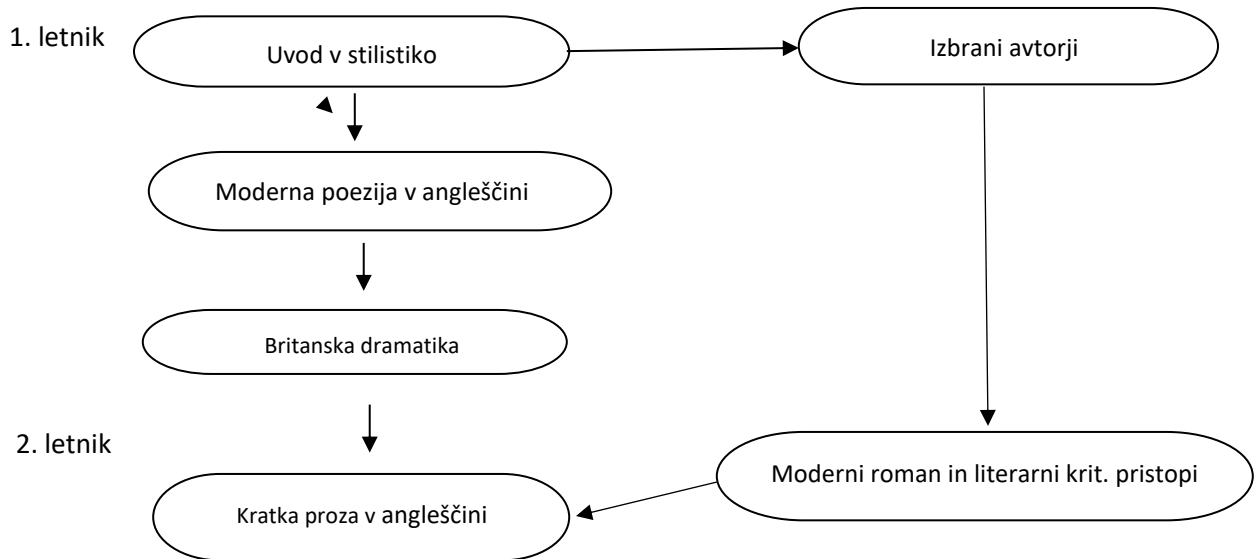 1. letnik
Uvod v stilistiko
Izbrani avtorji
Moderna poezija v angleščini
Britanska dramatika
2. letnik
Moderni roman in literarni krit. pristopi
Kratka proza v angleščini